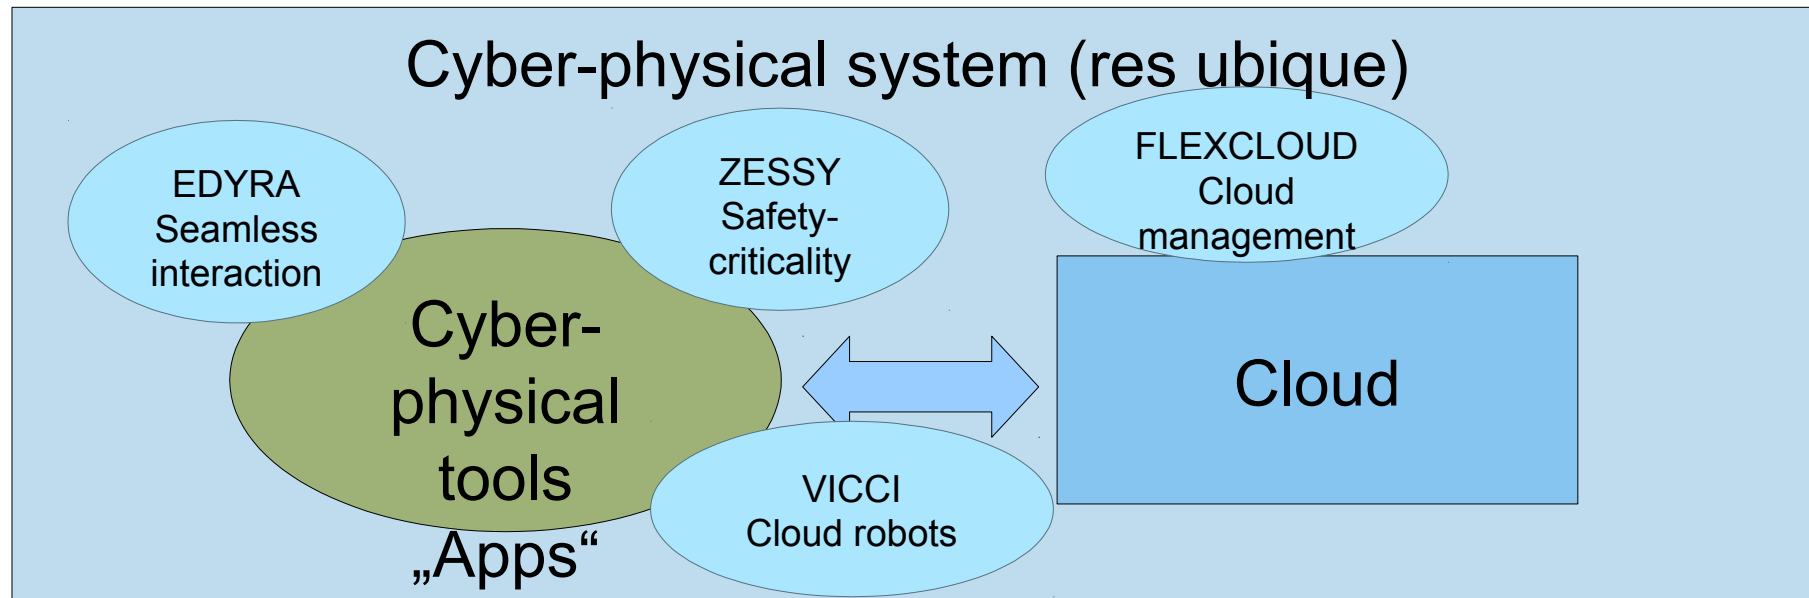 Cyber-physical system (res ubique)
EDYRA
Seamless
interaction
ZESSY
Safety-
criticality
FLEXCLOUD
Cloud
management
Cyber-
physical
tools
„Apps“
Cloud
VICCI
Cloud robots